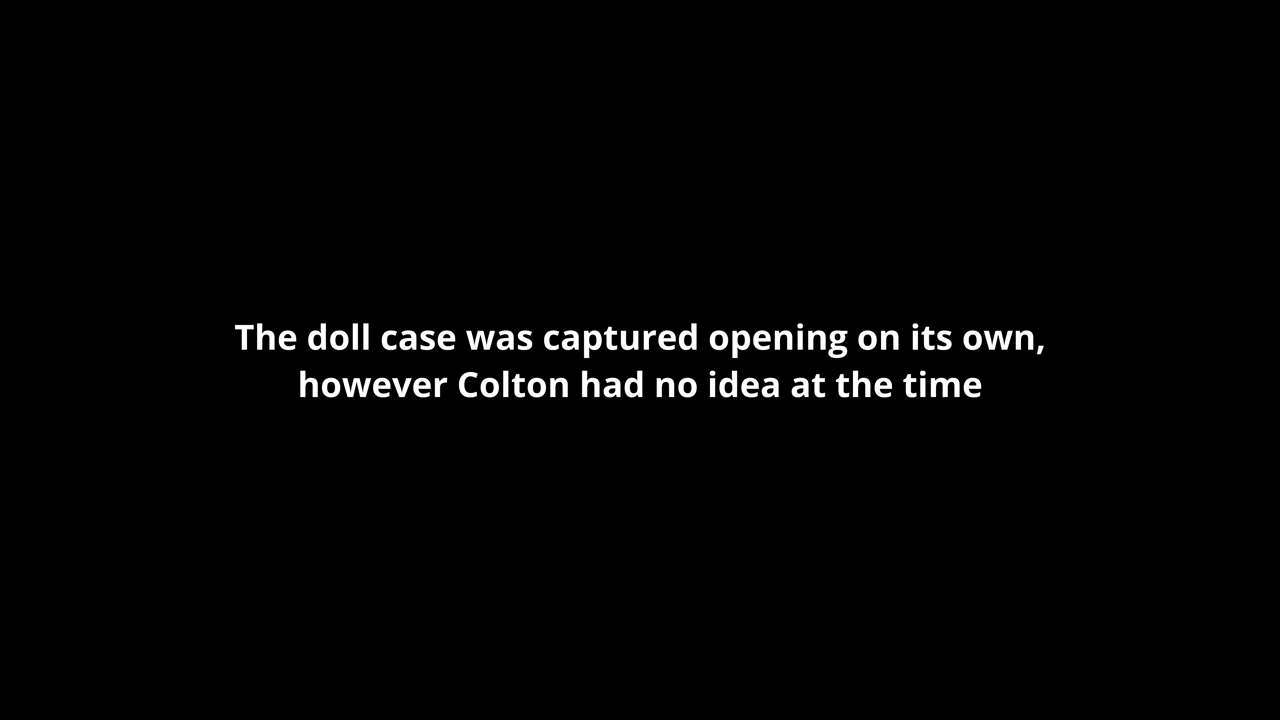 The doll case was captured opening on its own,
however Colton had no idea at the time